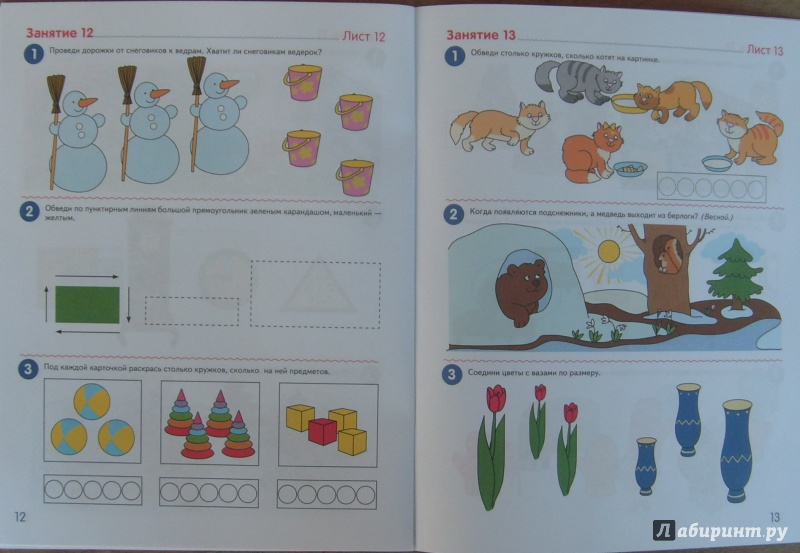 Занятие 12
Лист 12
1 Проведи дорожки от снеговиков к ведрам. Хватит ли снеговикам ведерок?
2 Обведи по пунктирным линиям большой прямоугольник зеленым карандашом, маленький —
желтым.
3 Под каждой карточкой раскрась столько кружков, сколько на ней предметов.
12
Занятие 13
Лист 13
1 Обведи столько кружков, сколько котят на картинке.
2 Когда появляются подснежники, а медведь выходит из берлоги? (Весной.)
3 Соедини цветы с вазами по размеру.
13
Лабиринт.ру